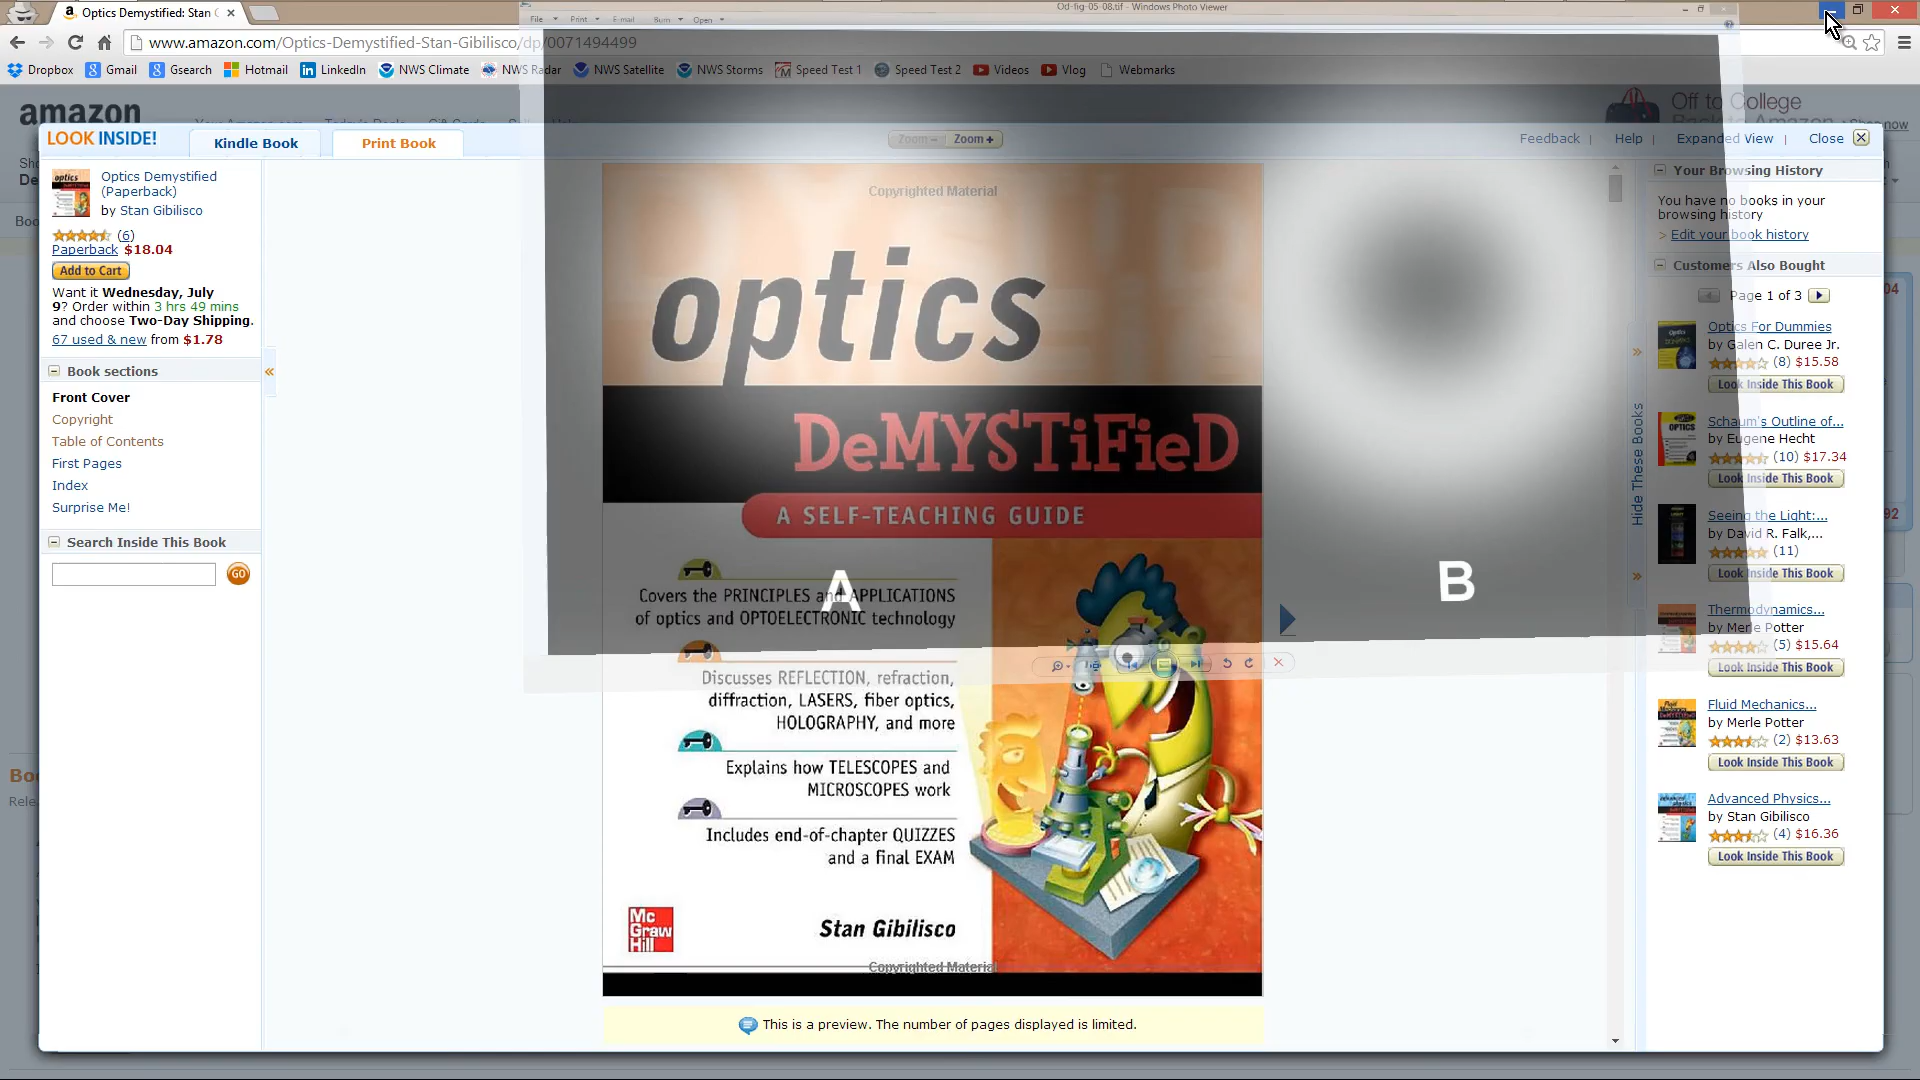 Optics Demystified: Stan
Od-fig-05-08.tif - Windows Photo Viewer
File Print E-mail Burn Open
www.amazon.com/Optics-Demystified-Stan-Gibilisco/dp/0071494499
Dropbox Gmail Gsearch Hotmail LinkedIn NWS Climate NWS Radar NWS Satellite NWS Storms Speed Test 1 Speed Test 2 Videos Vlog Webmarks
amazon
Off to College
LOOK INSIDE!
Kindle Book
Print Book
Zoom - Zoom +
Feedback | Help | Expanded View | Close
Optics Demystified
(Paperback)
by Stan Gibilisco
(6)
Paperback $18.04
Add to Cart
Want it Wednesday, July
9? Order within 3 hrs 49 mins
and choose Two-Day Shipping.
67 used & new from $1.78
Book sections
Front Cover
Copyright
Table of Contents
First Pages
Index
Surprise Me!
Search Inside This Book
GO
Copyrighted Material
optics
DeMYSTiFieD
A SELF-TEACHING GUIDE
Covers the PRINCIPLES and APPLICATIONS
of optics and OPTOELECTRONIC technology
Discusses REFLECTION, refraction,
diffraction, LASERS, fiber optics,
HOLOGRAPHY, and more
Explains how TELESCOPES and
MICROSCOPES work
Includes end-of-chapter QUIZZES
and a final EXAM
Mc
Graw
Hill
Stan Gibilisco
Copyrighted Material
This is a preview. The number of pages displayed is limited.
A
B
Hide These Books
Your Browsing History
You have no books in your
browsing history
> Edit your book history
Customers Also Bought
Page 1 of 3
Optics For Dummies
by Galen C. Duree Jr.
(8) $15.58
Look Inside This Book
Schaum's Outline of...
by Eugene Hecht
(10) $17.34
Look Inside This Book
Seeing the Light:...
by David R. Falk,...
(11)
Look Inside This Book
Thermodynamics...
by Merle Potter
(5) $15.64
Look Inside This Book
Fluid Mechanics...
by Merle Potter
(2) $13.63
Look Inside This Book
Advanced Physics...
by Stan Gibilisco
(4) $16.36
Look Inside This Book